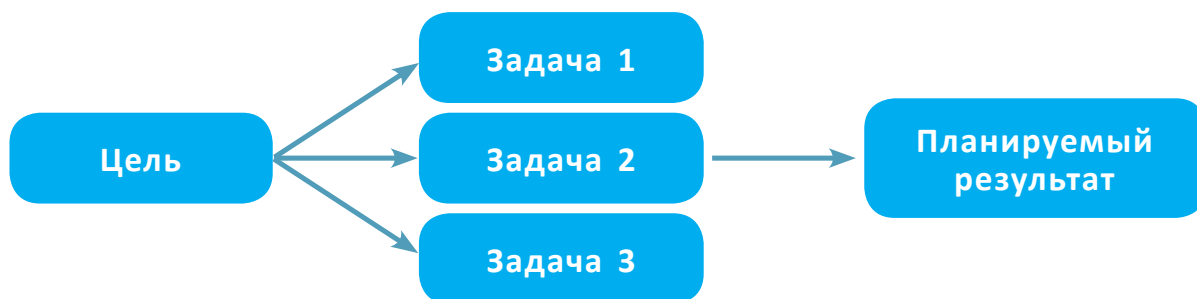 Цель
Задача 1
Задача 2
Задача 3
Планируемый
результат